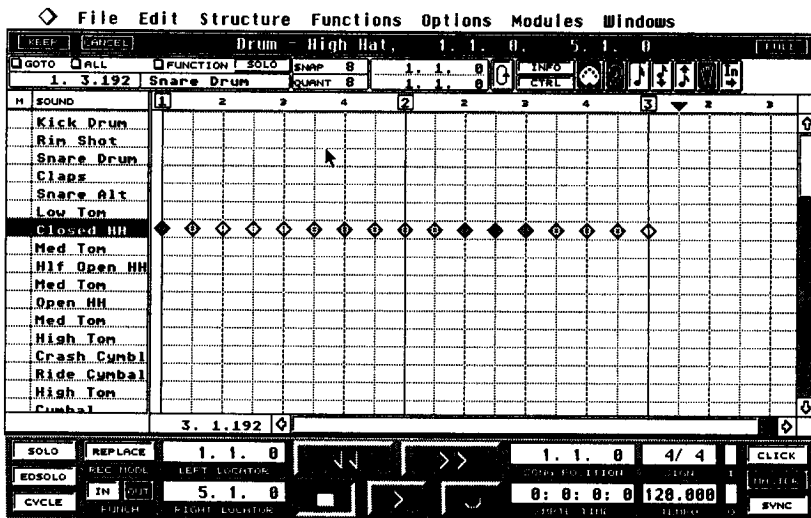 File Edit Structure Functions Options Modules Windows
KEEP CANCEL Drum - High Hat, 1. 1. 0, 5. 1. 0 FULL
GOTO ALL FUNCTION SOLO SNAP 8 1. 1. 0 INFO In
1. 3.192 Snare Drum QUANT 8 1. 1. 0 CTRL
M SOUND 1 2 3 4 2 2 3 4 3 2 3
Kick Drum
Rim Shot
Snare Drum
Claps
Snare Alt
Low Tom
Closed HH
Med Tom
Hlf Open HH
Med Tom
Open HH
Med Tom
High Tom
Crash Cymbl
Ride Cymbal
High Tom
Cymbal
3. 1.192
SOLO REPLACE 1. 1. 0 << >> 1. 1. 0 4/ 4 CLICK
REC MODE LEFT LOCATOR SONG POSITION SIGN MASTER
EDSOLO
CYCLE IN OUT 5. 1. 0 > 0: 0: 0: 0 120.000 SYNC
PUNCH RIGHT LOCATOR SMPTE TIME TEMPO